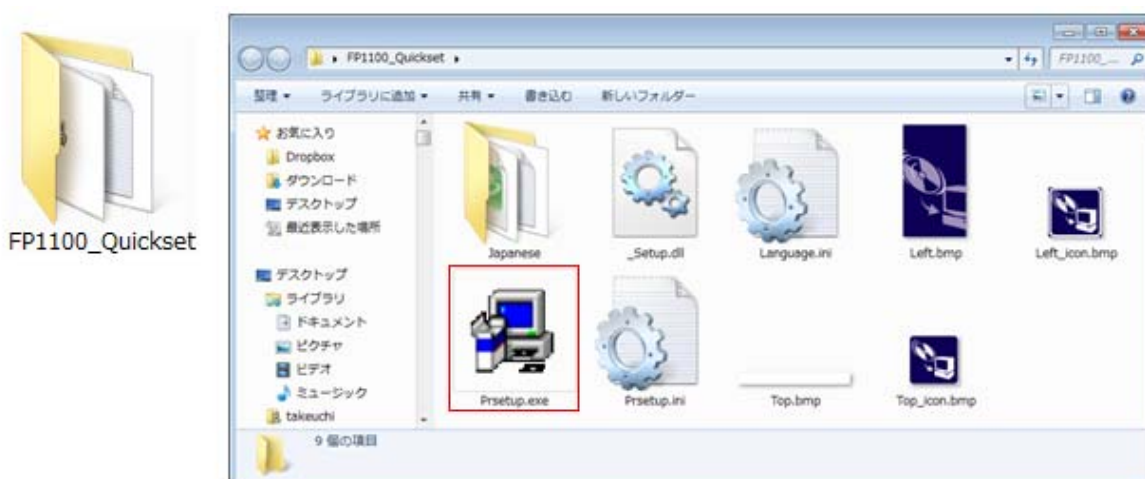 FP1100_Quickset
FP1100_Quickset
FP1100_...
整理
ライブラリに追加
共有
書き込む
新しいフォルダー
お気に入り
Dropbox
ダウンロード
デスクトップ
最近表示した場所
デスクトップ
ライブラリ
ドキュメント
ピクチャ
ビデオ
ミュージック
takeuchi
Japanese
_Setup.dll
Language.ini
Left.bmp
Left_icon.bmp
Prsetup.exe
Prsetup.ini
Top.bmp
Top_icon.bmp
9 個の項目